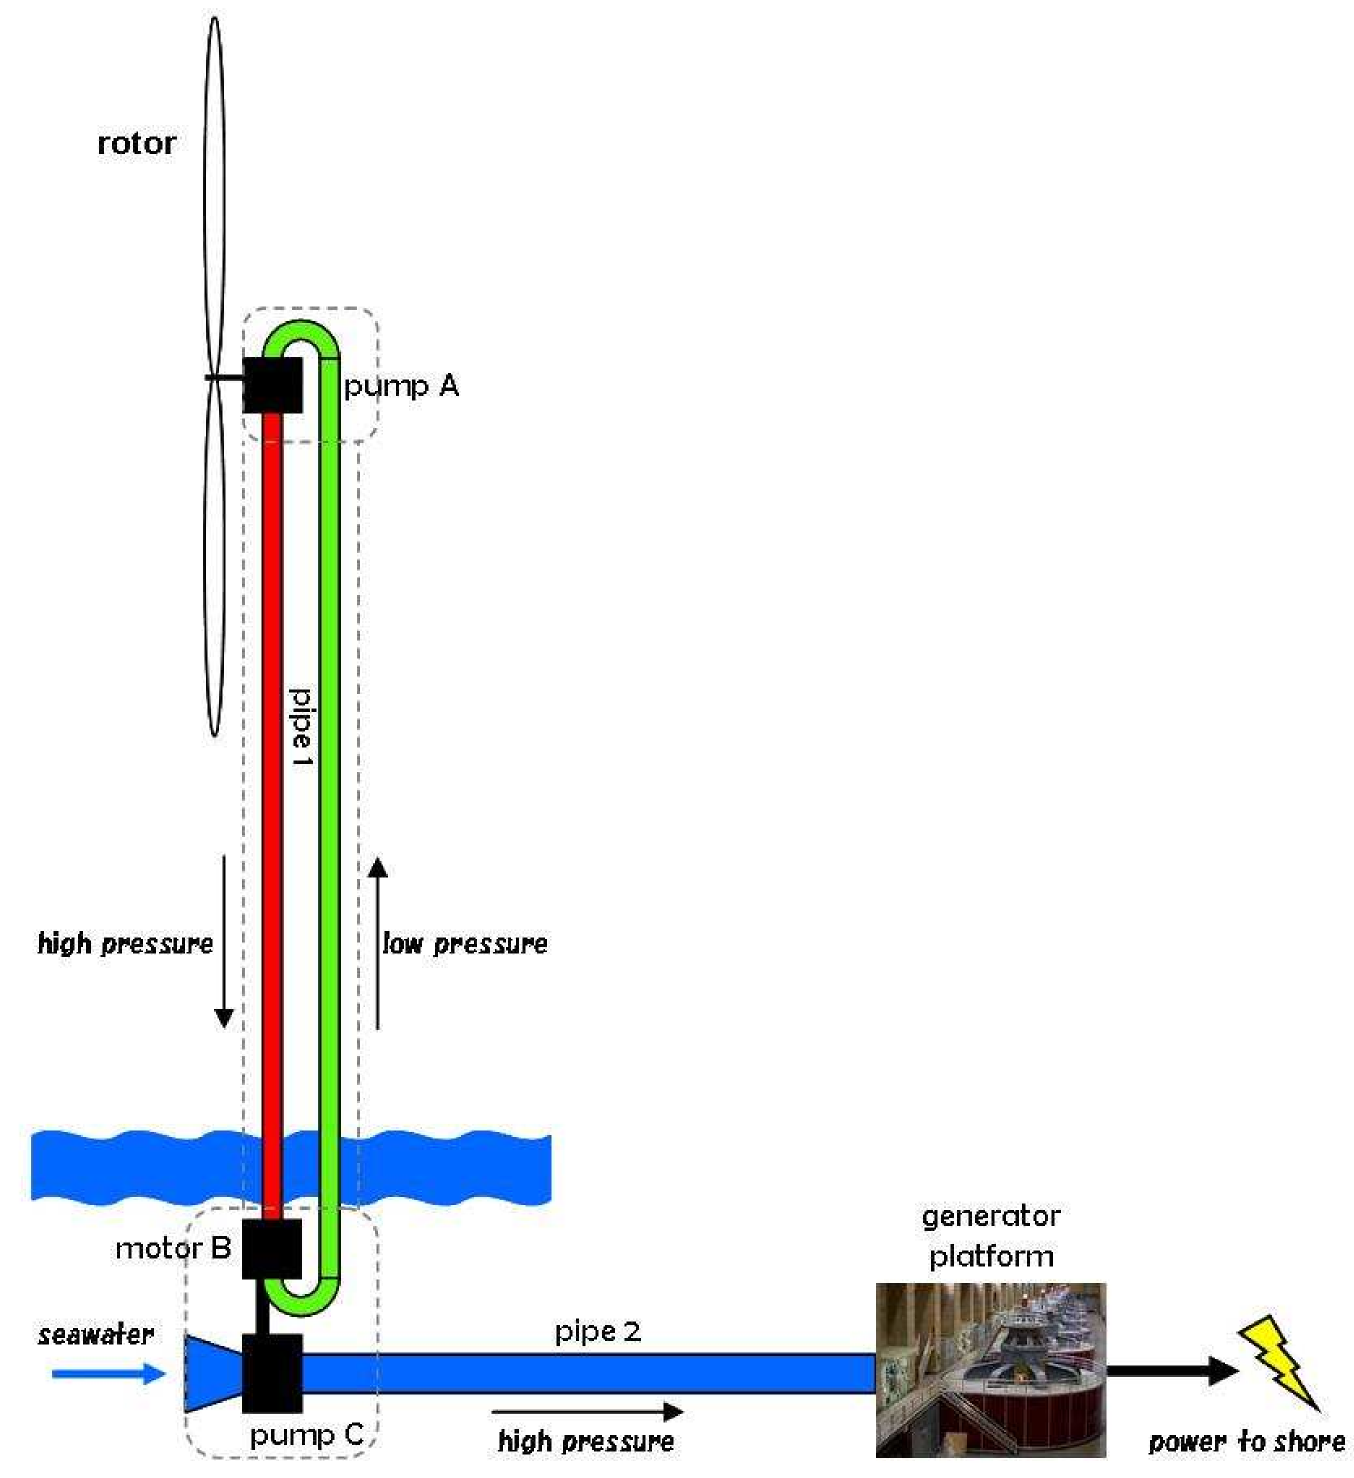 rotor
pump A
pipe 1
high pressure
low pressure
generator
platform
motor B
seawater
pipe 2
pump C
high pressure
power to shore